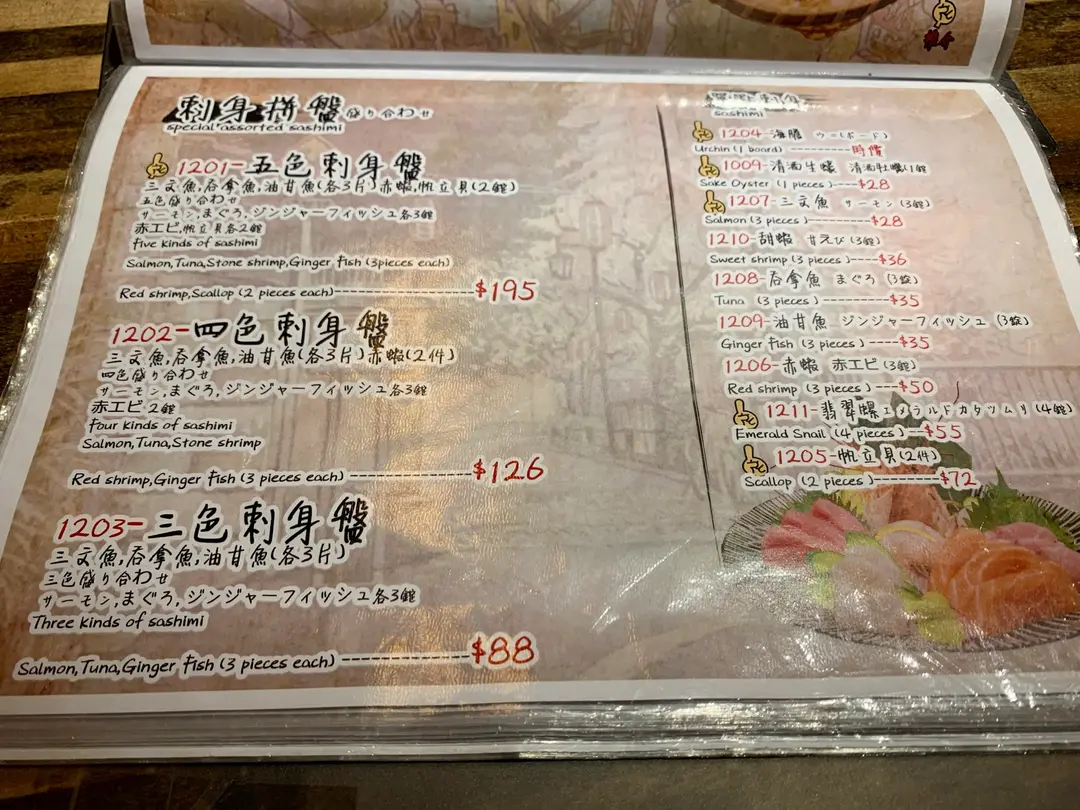 刺身拼盤盛り合わせ
special assorted sashimi
1201-五色刺身盤
三文魚,吞拿魚,油甘魚(各3片)赤蝦,帆立貝(2件)
五色盛り合わせ
サーモン,まぐろ,ジンジャーフィッシュ各3錠
赤エビ,帆立貝各2錠
five kinds of sashimi
Salmon,Tuna,Stone shrimp,Ginger fish (3pieces each)
Red shrimp,Scallop (2 pieces each)--------------------$195
1202-四色刺身盤
三文魚,吞拿魚,油甘魚(各3片)赤蝦(2件)
四色盛り合わせ
サーモン,まぐろ,ジンジャーフィッシュ各3錠
赤エビ 2錠
four kinds of sashimi
Salmon,Tuna,Stone shrimp
Red shrimp,Ginger fish (3 pieces each)------------------$126
1203-三色刺身盤
三文魚,吞拿魚,油甘魚(各3片)
三色盛り合わせ
サーモン,まぐろ,ジンジャーフィッシュ各3錠
Three kinds of sashimi
Salmon,Tuna,Ginger fish (3 pieces each)-----------------$88
sashimi
1204-海膽 ウニ(ボード)
Urchin (1 board) -----------時價
1009-清酒生蠔 清酒牡蠣(1錠
Sake Oyster (1 pieces)----$28
1207-三文魚 サーモン(3錠)
Salmon(3 pieces)----------$28
1210-甜蝦 甘えび(3錠)
Sweet shrimp (3 pieces)----$36
1208-吞拿魚 まぐろ (3錠)
Tuna (3 pieces )---------$35
1209-油甘魚 ジンジャーフィッシュ (3錠)
Ginger fish (3 pieces )----$35
1206-赤蝦 赤エビ(3錠)
Red shrimp (3 pieces )---$50
1211-翡翠螺エメラルドカタツムリ(4錠)
Emerald Snail (4 pieces )--$55
1205-帆立貝(2件)
Scallop (2 pieces )--------$72